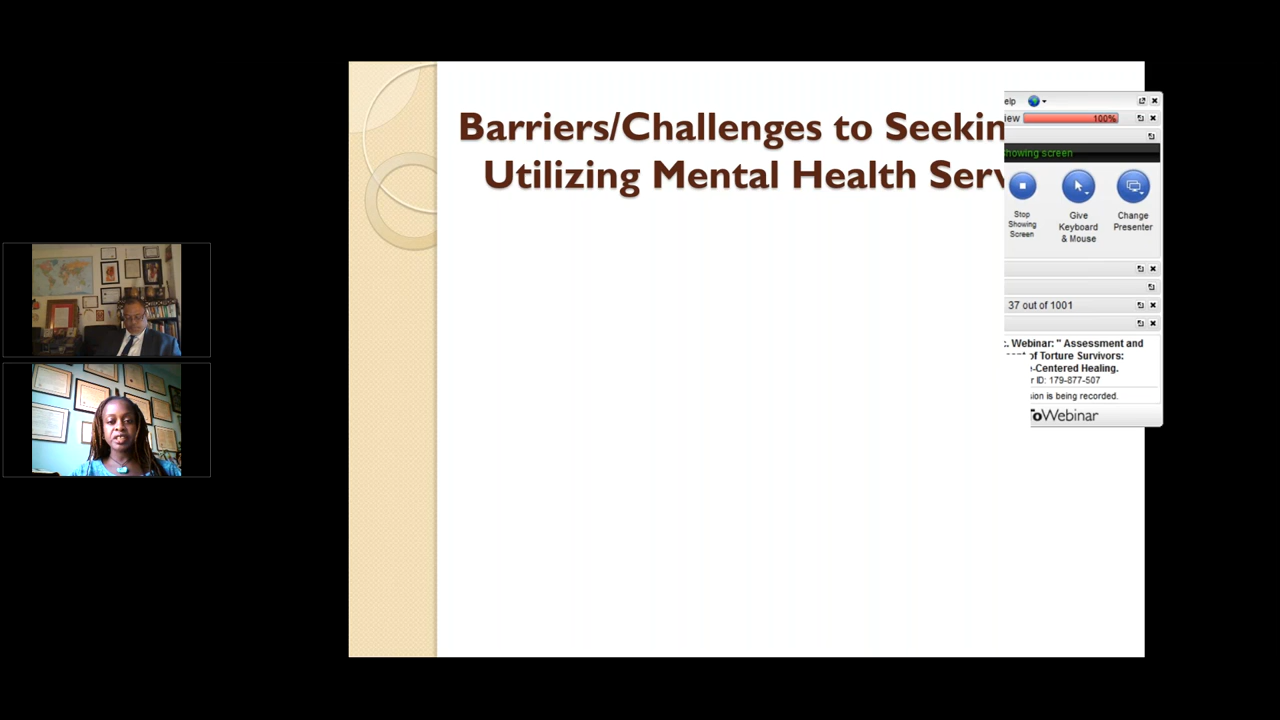 Barriers/Challenges to Seekin
Utilizing Mental Health Serv
elp
iew 100%
howing screen
Stop
Showing
Screen
Give
Keyboard
& Mouse
Change
Presenter
37 out of 1001
:. Webinar: " Assessment and
of Torture Survivors:
e-Centered Healing.
r ID: 179-877-507
sion is being recorded.
ToWebinar